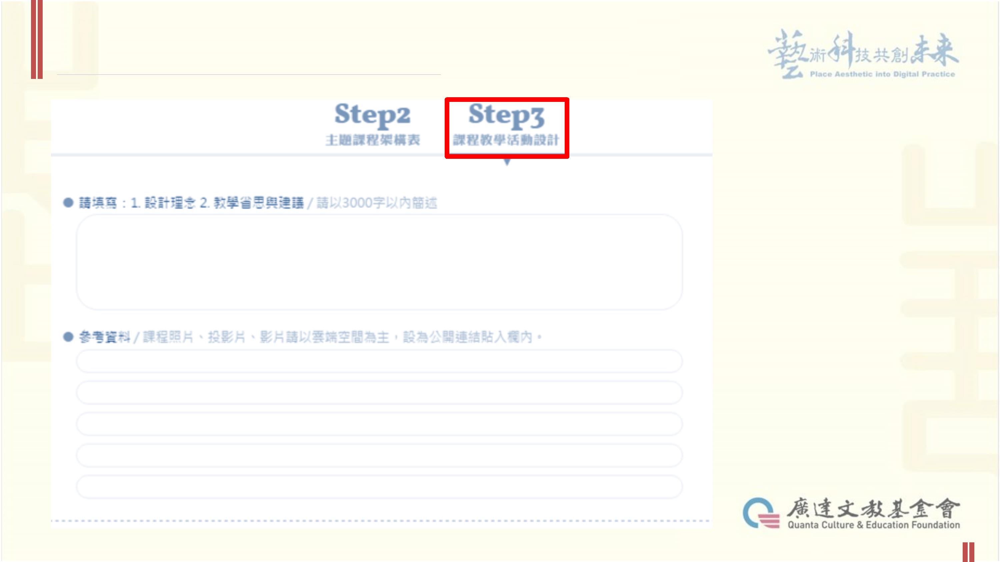 藝術科技共創未来
Place Aesthetic into Digital Practice
Step2
主題課程架構表
Step3
課程教學活動設計
請填寫：1. 設計理念 2. 教學省思與建議 / 請以3000字以內簡述
參考資料 / 課程照片、投影片、影片請以雲端空間為主，設為公開連結貼入欄內。
廣達文教基金會
Quanta Culture & Education Foundation